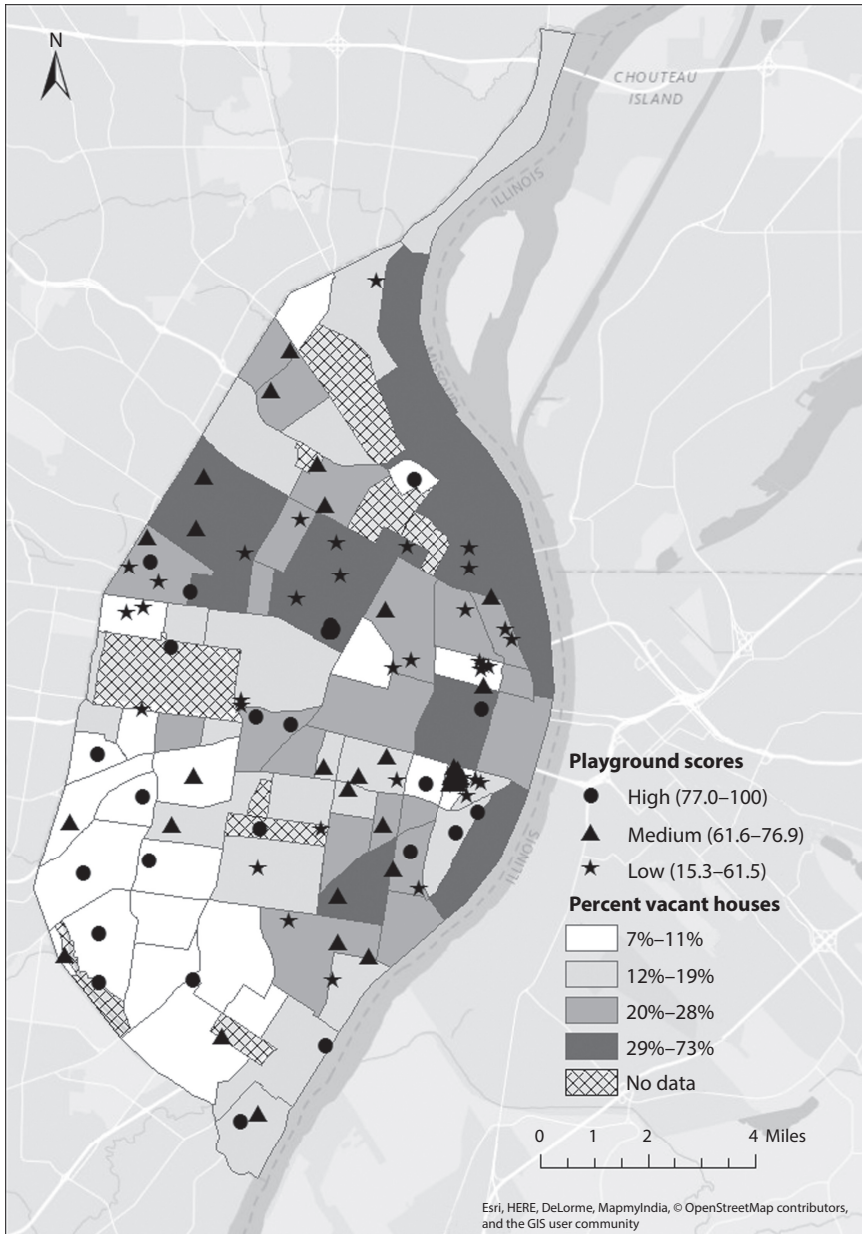 N
CHOUTEAU
ISLAND
ILLINOIS
MISSOURI
Playground scores
High (77.0–100)
Medium (61.6–76.9)
Low (15.3–61.5)
ILLINOIS
Percent vacant houses
7%–11%
12%–19%
20%–28%
29%–73%
No data
0 1 2 4 Miles
Esri, HERE, DeLorme, MapmyIndia, © OpenStreetMap contributors,
and the GIS user community